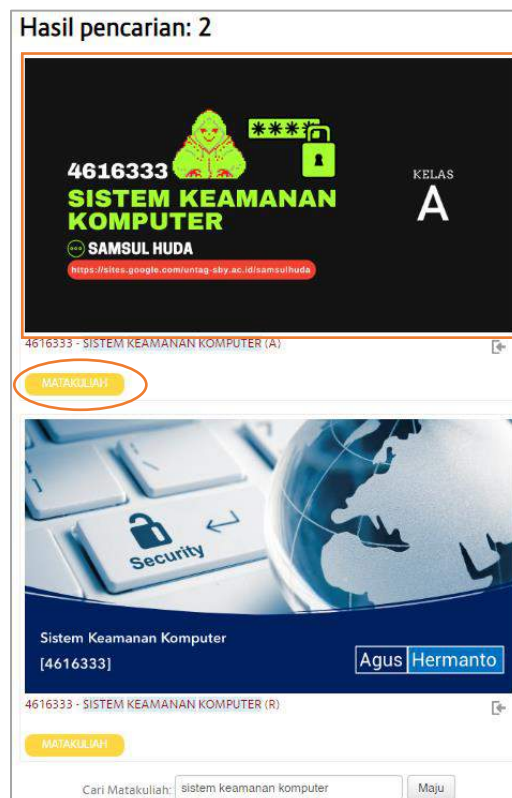 Hasil pencarian: 2
****
4616333
SISTEM KEAMANAN
KOMPUTER
SAMSUL HUDA
https://sites.google.com/untag-sby.ac.id/samsulhuda
KELAS
A
4616333 - SISTEM KEAMANAN KOMPUTER (A)
MATAKULIAH
Security
Sistem Keamanan Komputer
[4616333]
Agus Hermanto
4616333 - SISTEM KEAMANAN KOMPUTER (R)
MATAKULIAH
Cari Matakuliah: sistem keamanan komputer Maju